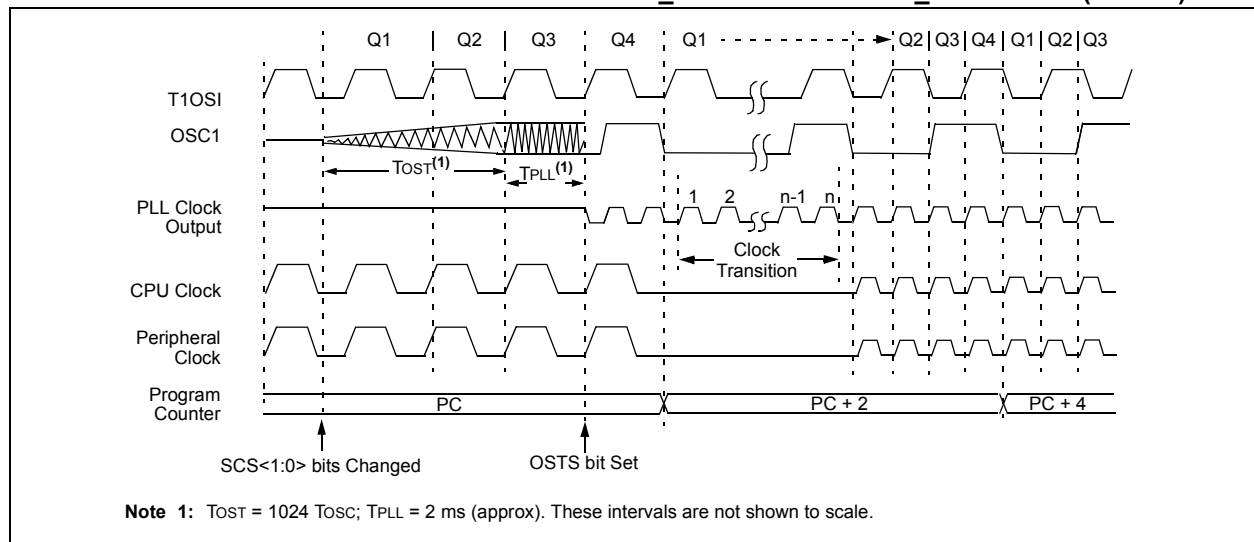 Q1 Q2 Q3 Q4 Q1 Q2 Q3 Q4 Q1 Q2 Q3
T1OSI
OSC1
TOST(1)
TPLL(1)
PLL Clock
Output
1 2 n-1 n
Clock
Transition
CPU Clock
Peripheral
Clock
Program
Counter
PC PC + 2 PC + 4
SCS<1:0> bits Changed OSTS bit Set
Note 1: TOST = 1024 TOSC; TPLL = 2 ms (approx). These intervals are not shown to scale.